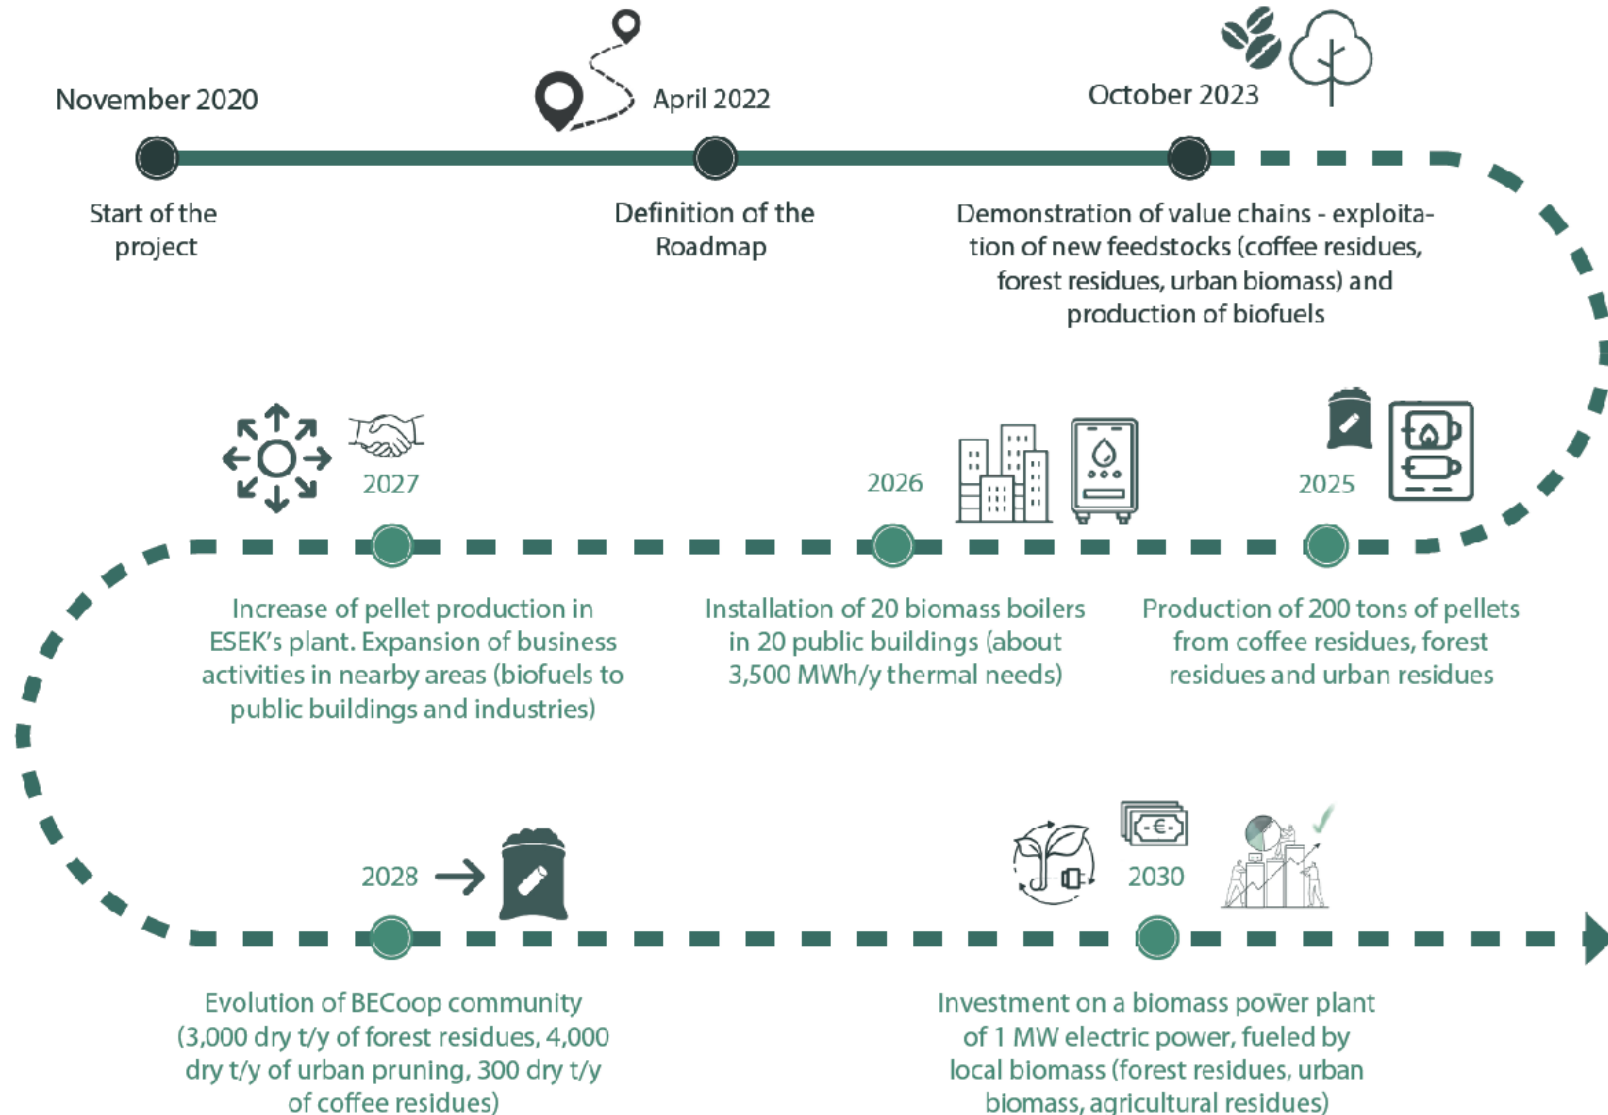 November 2020
Start of the
project
April 2022
Definition of the
Roadmap
October 2023
Demonstration of value chains - exploita-
tion of new feedstocks (coffee residues,
forest residues, urban biomass) and
production of biofuels
2025
Production of 200 tons of pellets
from coffee residues, forest
residues and urban residues
2026
Installation of 20 biomass boilers
in 20 public buildings (about
3,500 MWh/y thermal needs)
2027
Increase of pellet production in
ESEK's plant. Expansion of business
activities in nearby areas (biofuels to
public buildings and industries)
2028
Evolution of BECoop community
(3,000 dry t/y of forest residues, 4,000
dry t/y of urban pruning, 300 dry t/y
of coffee residues)
-€-
2030
Investment on a biomass power plant
of 1 MW electric power, fueled by
local biomass (forest residues, urban
biomass, agricultural residues)